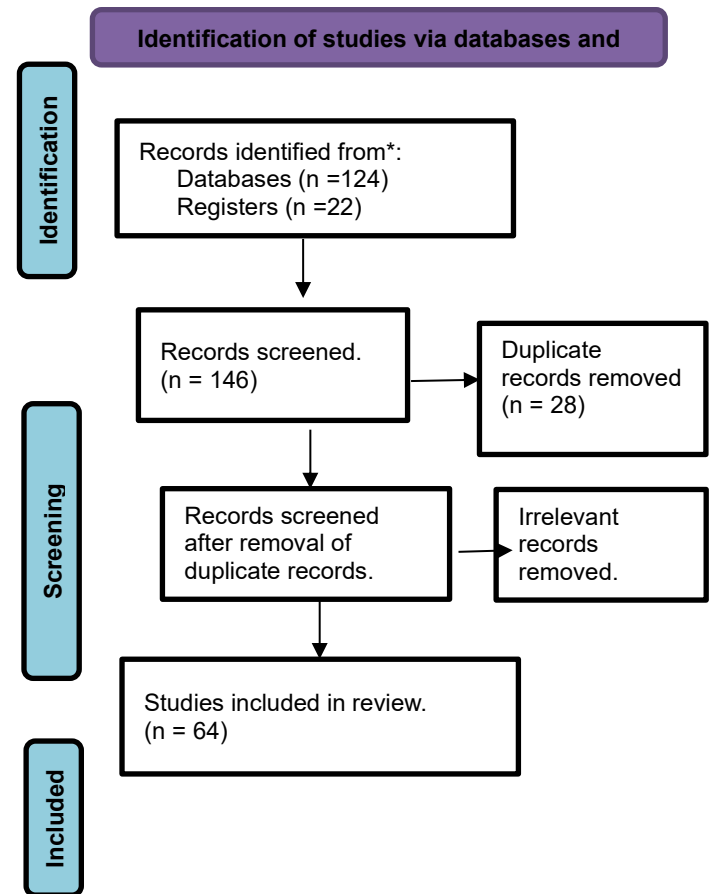 Identification of studies via databases and
Identification
Records identified from*:
Databases (n =124)
Registers (n =22)
Records screened.
(n = 146)
Duplicate
records removed
(n = 28)
Screening
Records screened
after removal of
duplicate records.
Irrelevant
records
removed.
Studies included in review.
(n = 64)
Included